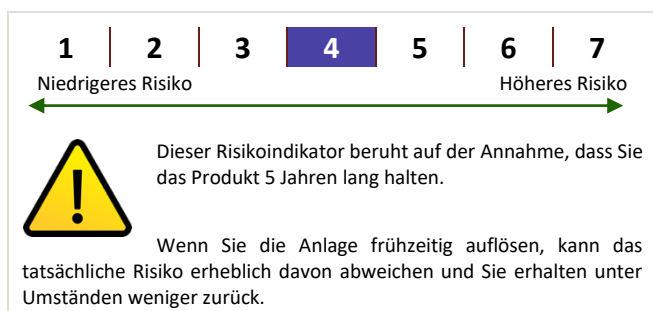 1 2 3 4 5 6 7
Niedrigeres Risiko Höheres Risiko
Dieser Risikoindikator beruht auf der Annahme, dass Sie
das Produkt 5 Jahren lang halten.
Wenn Sie die Anlage frühzeitig auflösen, kann das
tatsächliche Risiko erheblich davon abweichen und Sie erhalten unter
Umständen weniger zurück.